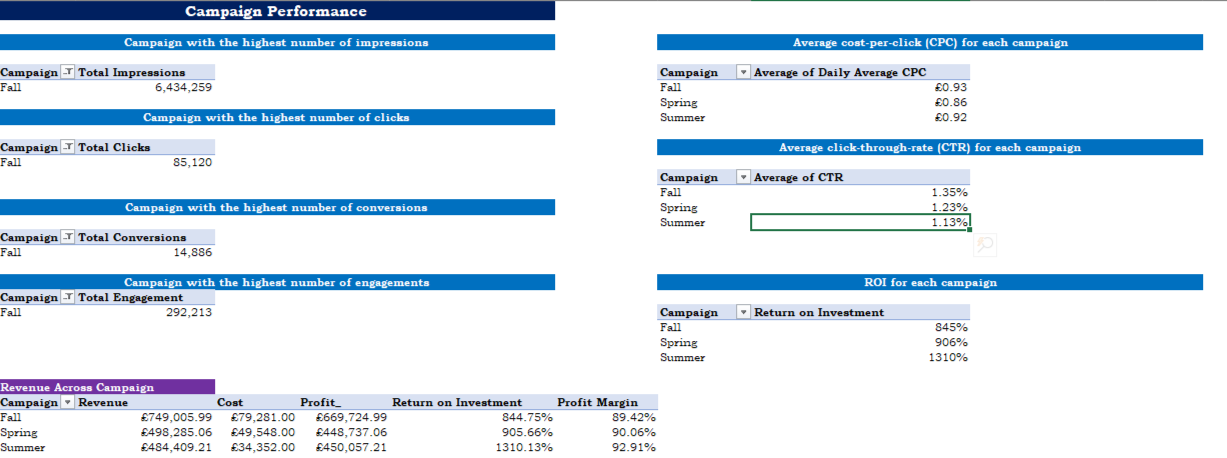 Campaign Performance
Campaign with the highest number of impressions
Campaign Total Impressions
Fall 6,434,259
Campaign with the highest number of clicks
Campaign Total Clicks
Fall 85,120
Campaign with the highest number of conversions
Campaign Total Conversions
Fall 14,886
Campaign with the highest number of engagements
Campaign Total Engagement
Fall 292,213
Average cost-per-click (CPC) for each campaign
Campaign Average of Daily Average CPC
Fall £0.93
Spring £0.86
Summer £0.92
Average click-through-rate (CTR) for each campaign
Campaign Average of CTR
Fall 1.35%
Spring 1.23%
Summer 1.13%
ROI for each campaign
Campaign Return on Investment
Fall 845%
Spring 906%
Summer 1310%
Revenue Across Campaign
Campaign Revenue Cost Profit_ Return on Investment Profit Margin
Fall £749,005.99 £79,281.00 £669,724.99 844.75% 89.42%
Spring £498,285.06 £49,548.00 £448,737.06 905.66% 90.06%
Summer £484,409.21 £34,352.00 £450,057.21 1310.13% 92.91%